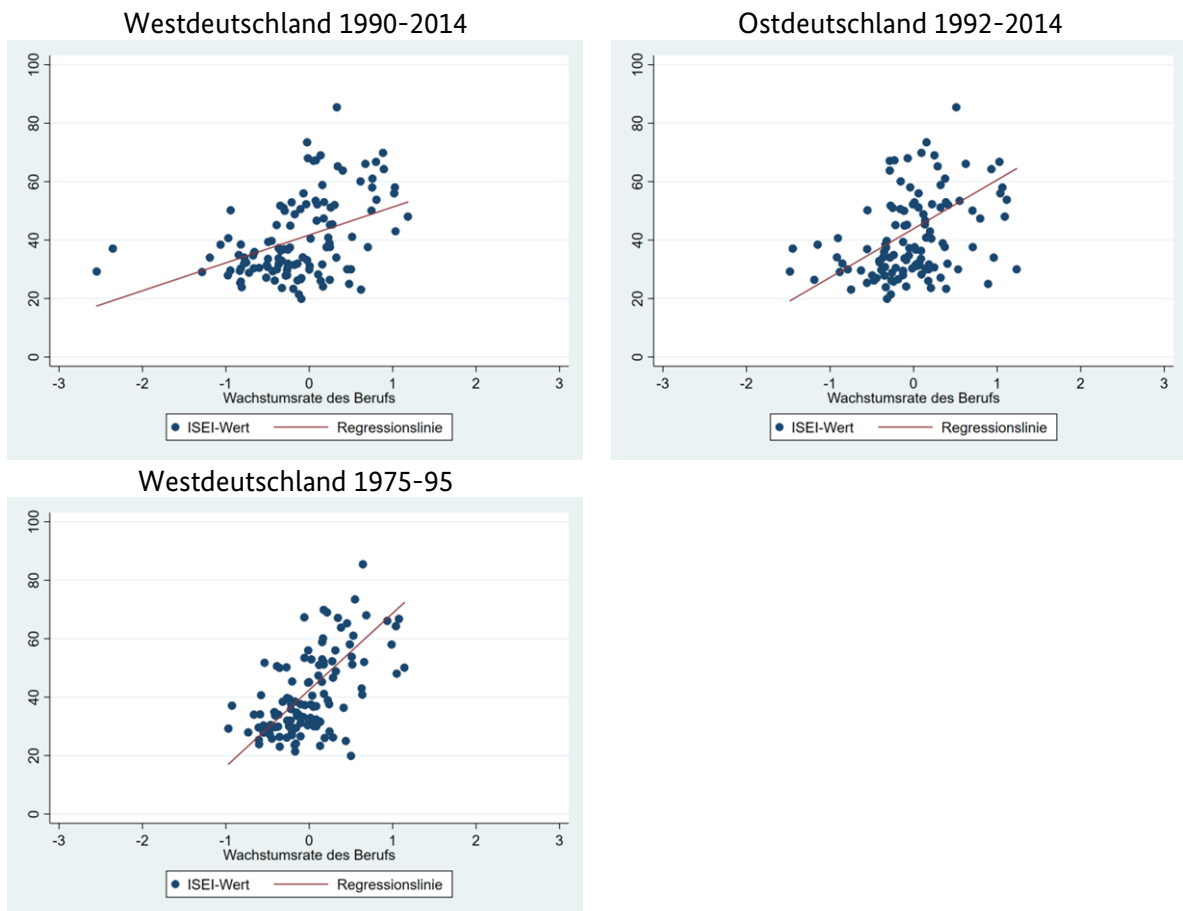 Westdeutschland 1990-2014
100
80
60
40
20
0
-3 -2 -1 0 1 2 3
Wachstumsrate des Berufs
ISEI-Wert Regressionslinie
Ostdeutschland 1992-2014
100
80
60
40
20
0
-3 -2 -1 0 1 2 3
Wachstumsrate des Berufs
ISEI-Wert Regressionslinie
Westdeutschland 1975-95
100
80
60
40
20
0
-3 -2 -1 0 1 2 3
Wachstumsrate des Berufs
ISEI-Wert Regressionslinie